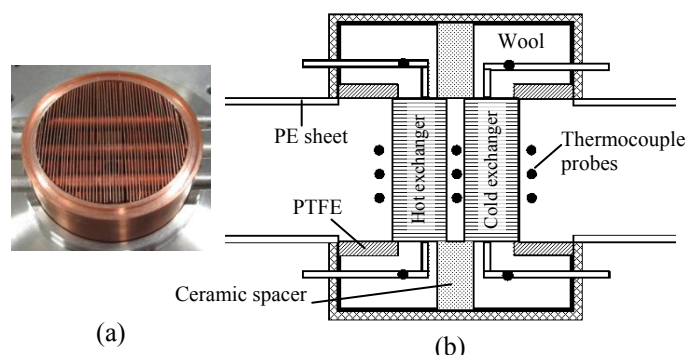 Wool
PE sheet
Hot exchanger
Cold exchanger
Thermocouple
probes
PTFE
Ceramic spacer
(a)
(b)